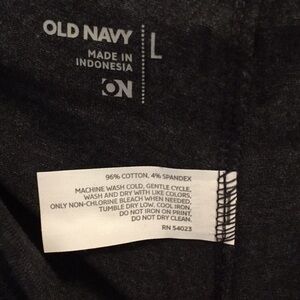 OLD NAVY
L
MADE IN
INDONESIA
ON
96% COTTON, 4% SPANDEX
MACHINE WASH COLD, GENTLE CYCLE,
WASH AND DRY WITH LIKE COLORS,
ONLY NON-CHLORINE BLEACH WHEN NEEDED,
TUMBLE DRY LOW. COOL IRON,
DO NOT IRON ON PRINT,
DO NOT DRY CLEAN.
RN 54023